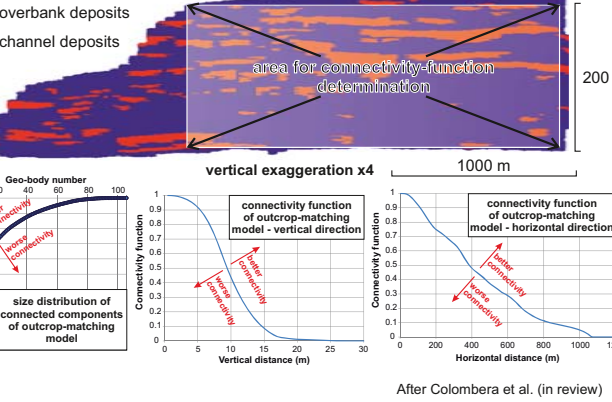 overbank deposits
channel deposits
area for connectivity-function
determination
200
vertical exaggeration x4
1000 m
Geo-body number
40 60 80 100
worse
connectivity
size distribution of
connected components
of outcrop-matching
model
Connectivity function
1
0.9
0.8
0.7
0.6
0.5
0.4
0.3
0.2
0.1
0
connectivity function
of outcrop-matching
model - vertical direction
better
connectivity
worse
connectivity
0 5 10 15 20 25 30
Vertical distance (m)
Connectivity function
1
0.9
0.8
0.7
0.6
0.5
0.4
0.3
0.2
0.1
0
connectivity function
of outcrop-matching
model - horizontal direction
better
connectivity
worse
connectivity
0 200 400 600 800 1000
Horizontal distance (m)
After Colombera et al. (in review)